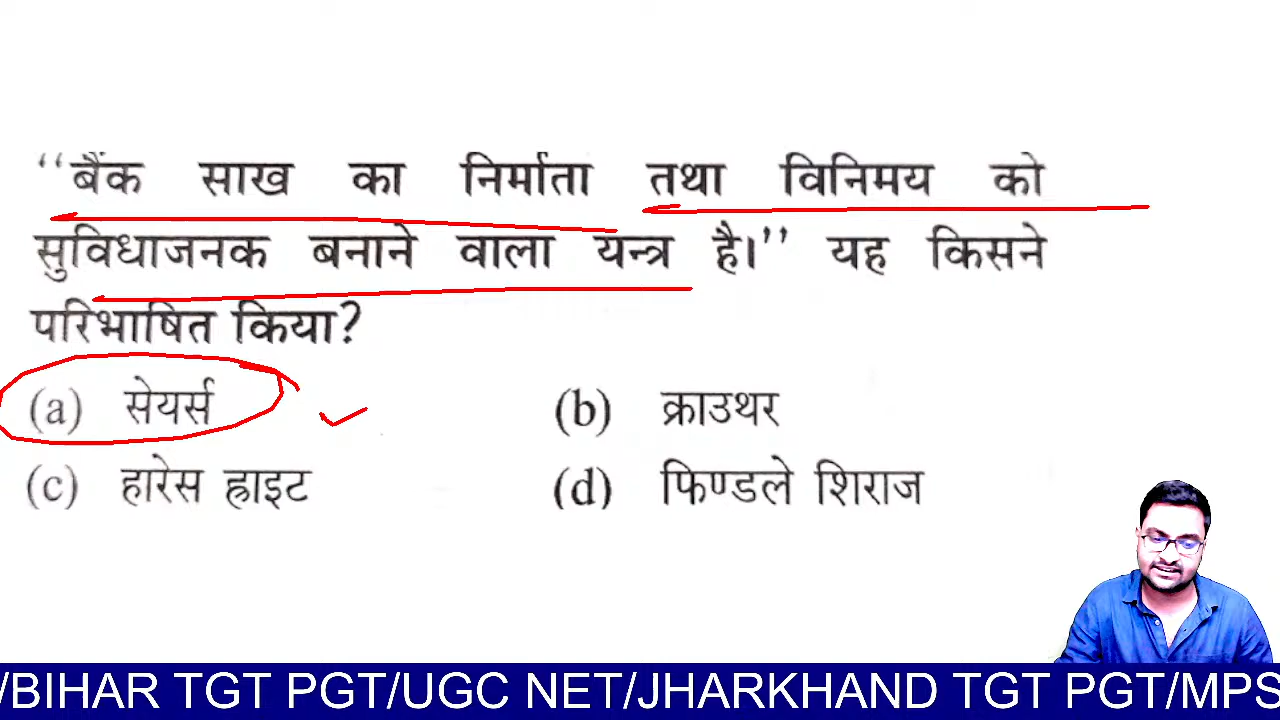 ‘‘बैंक साख का निर्माता तथा विनिमय को
सुविधाजनक बनाने वाला यन्त्र है।’’ यह किसने
परिभाषित किया?
(a) सेयर्स (b) क्राउथर
(c) हारेस ह्राइट (d) फिण्डले शिराज
/BIHAR TGT PGT/UGC NET/JHARKHAND TGT PGT/MPS